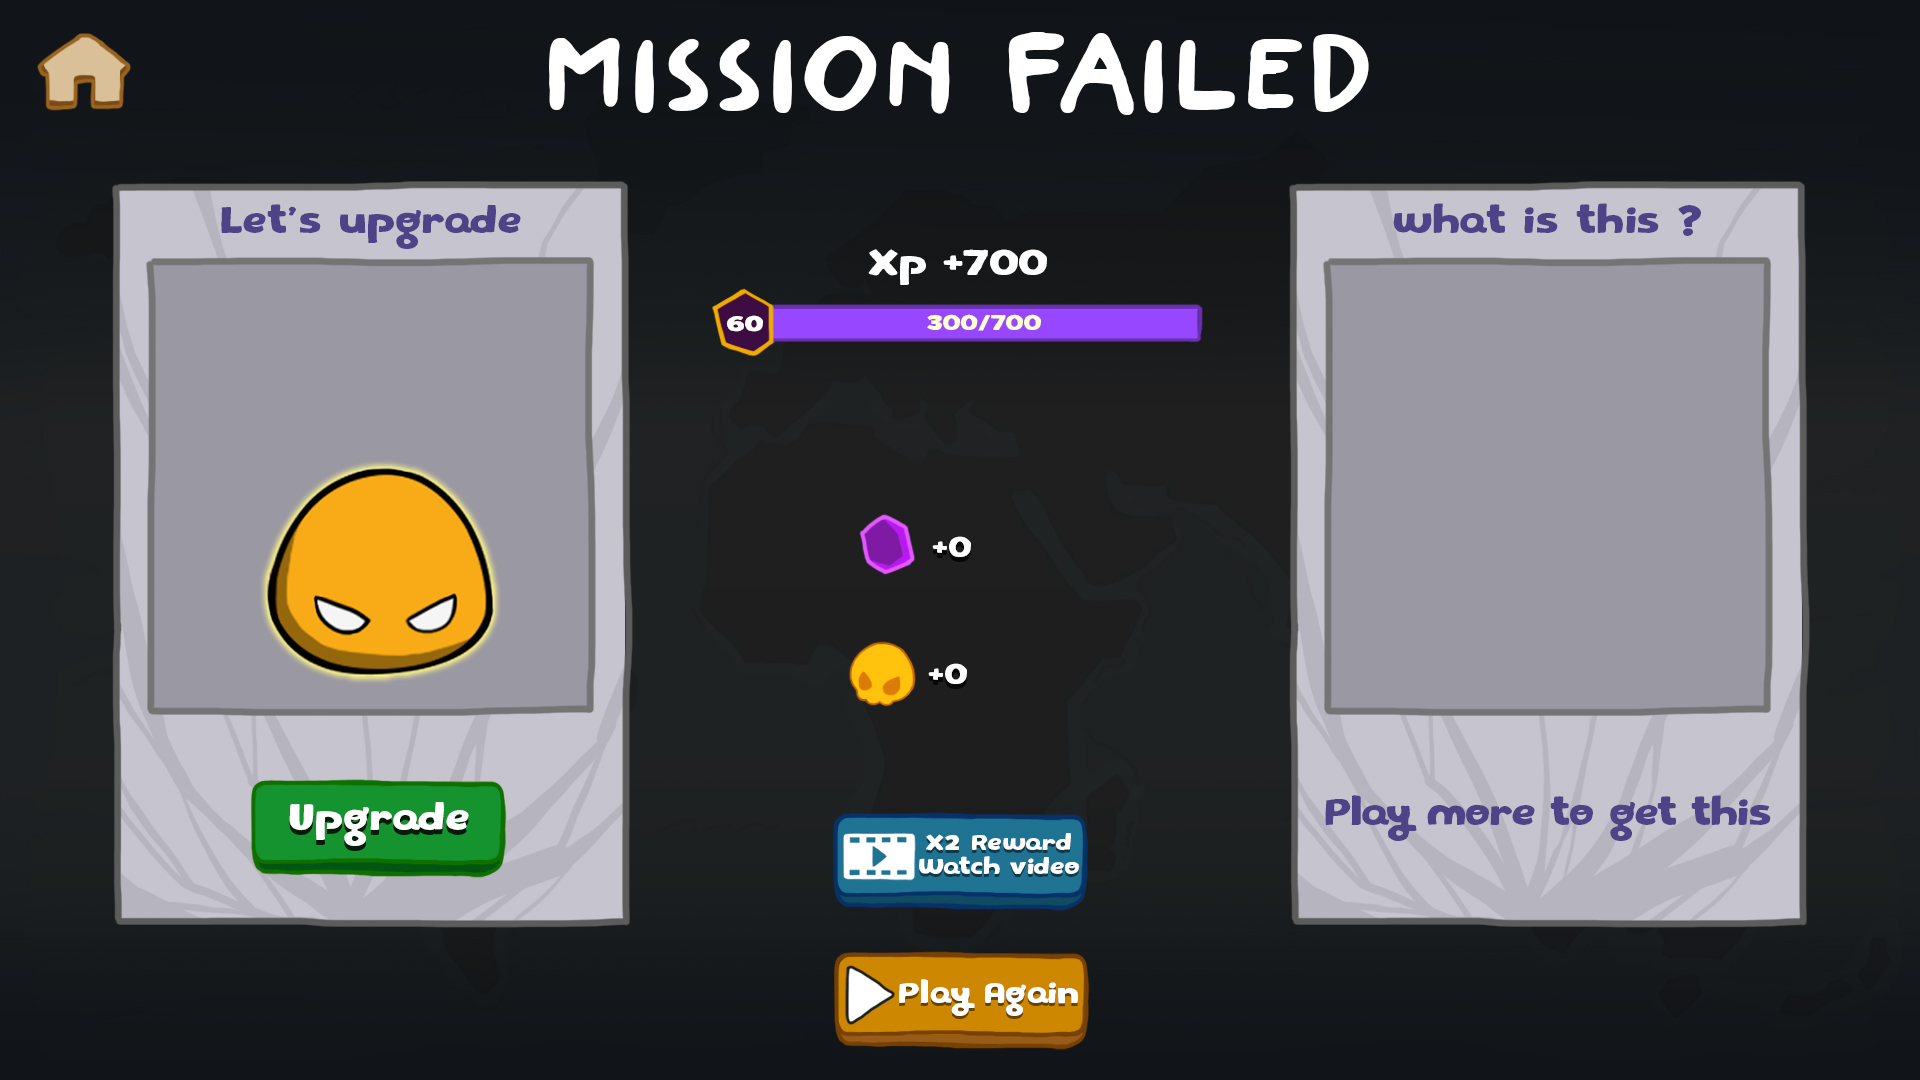 MISSION FAILED
Let's upgrade
Upgrade
Xp +700
60
300/700
+0
+0
X2 Reward
Watch video
Play Again
what is this ?
Play more to get this